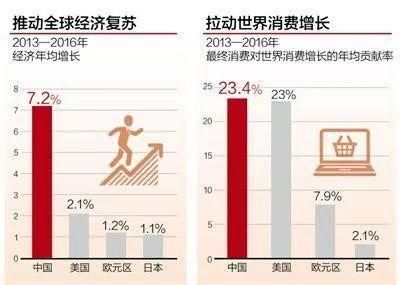 推动全球经济复苏
2013—2016年
经济年均增长
8
7
6
5
4
3
2
1
0
7.2%
2.1%
1.2%
1.1%
中国
美国
欧元区
日本
拉动世界消费增长
2013—2016年
最终消费对世界消费增长的年均贡献率
25
20
15
10
5
0
23.4%
23%
7.9%
2.1%
中国
美国
欧元区
日本